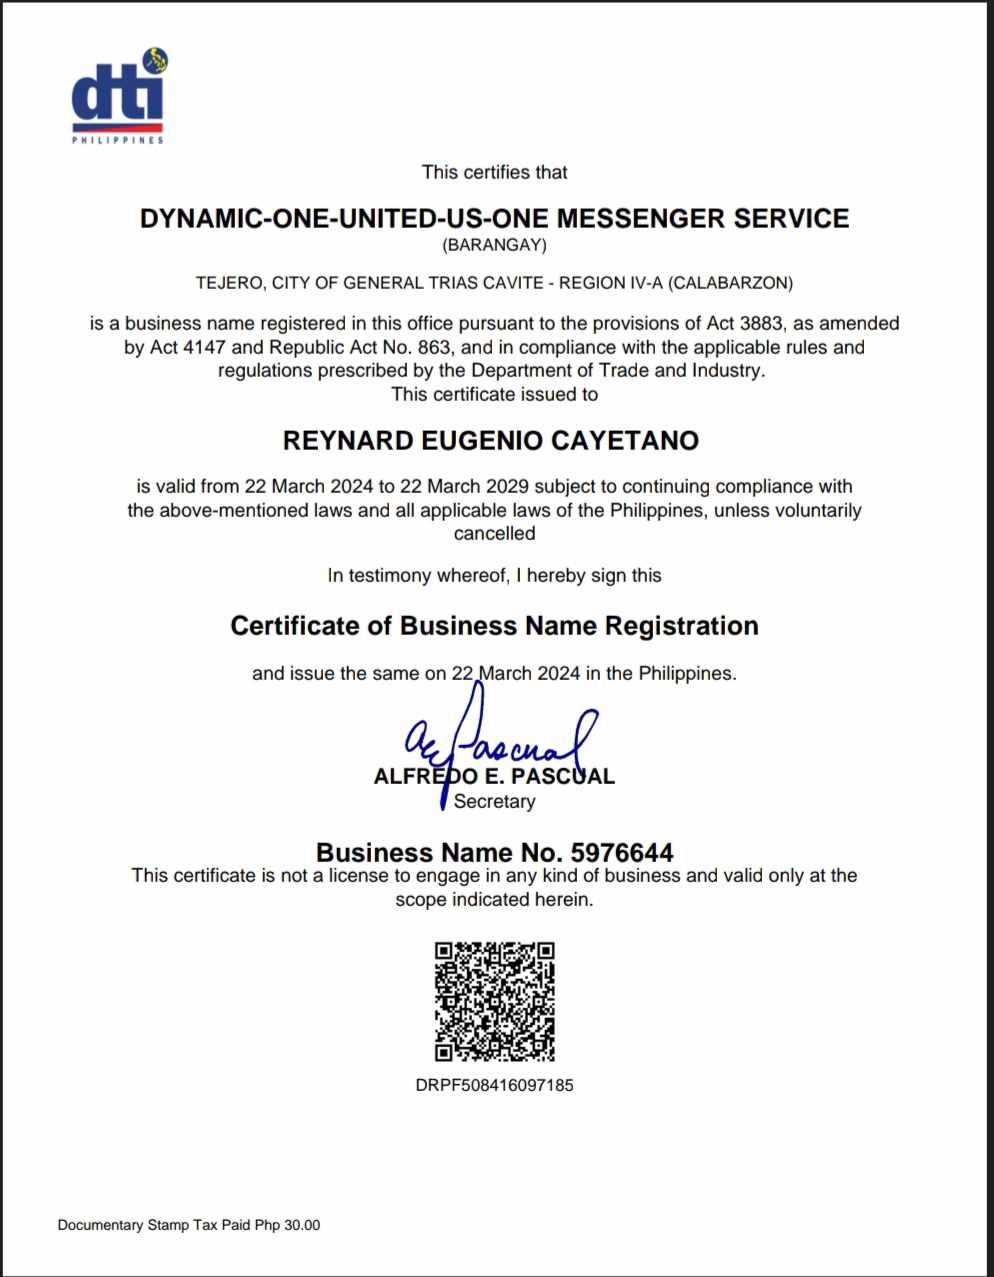 dti
PHILIPPINES
This certifies that
DYNAMIC-ONE-UNITED-US-ONE MESSENGER SERVICE
(BARANGAY)
TEJERO, CITY OF GENERAL TRIAS CAVITE - REGION IV-A (CALABARZON)
is a business name registered in this office pursuant to the provisions of Act 3883, as amended
by Act 4147 and Republic Act No. 863, and in compliance with the applicable rules and
regulations prescribed by the Department of Trade and Industry.
This certificate issued to
REYNARD EUGENIO CAYETANO
is valid from 22 March 2024 to 22 March 2029 subject to continuing compliance with
the above-mentioned laws and all applicable laws of the Philippines, unless voluntarily
cancelled
In testimony whereof, I hereby sign this
Certificate of Business Name Registration
and issue the same on 22 March 2024 in the Philippines.
ALFREDO E. PASCUAL
Secretary
Business Name No. 5976644
This certificate is not a license to engage in any kind of business and valid only at the
scope indicated herein.
DRPF508416097185
Documentary Stamp Tax Paid Php 30.00